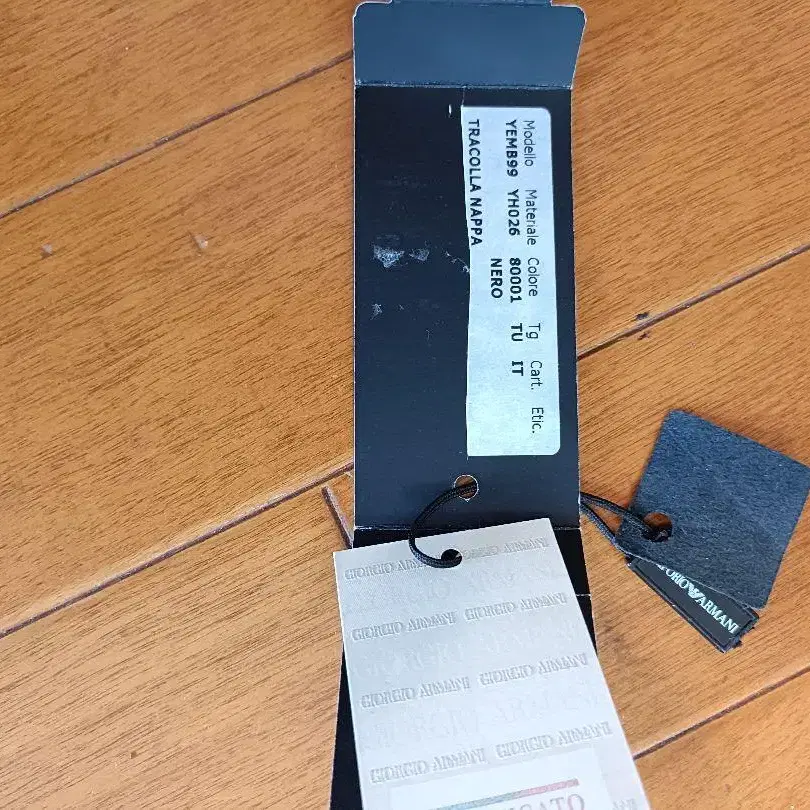 Modello Materiale Colore Tg Cart. Etic.
YEMB99 YH026 80001 TU IT
NERO
TRACOLLA NAPPA
GIORGIO ARMANI GIORGIO ARMANI
GIORGIO ARMANI GIORGIO ARMANI
GIORGIO ARMANI GIORGIO ARMANI
GIORGIO ARMANI GIORGIO ARMANI
ARMANI